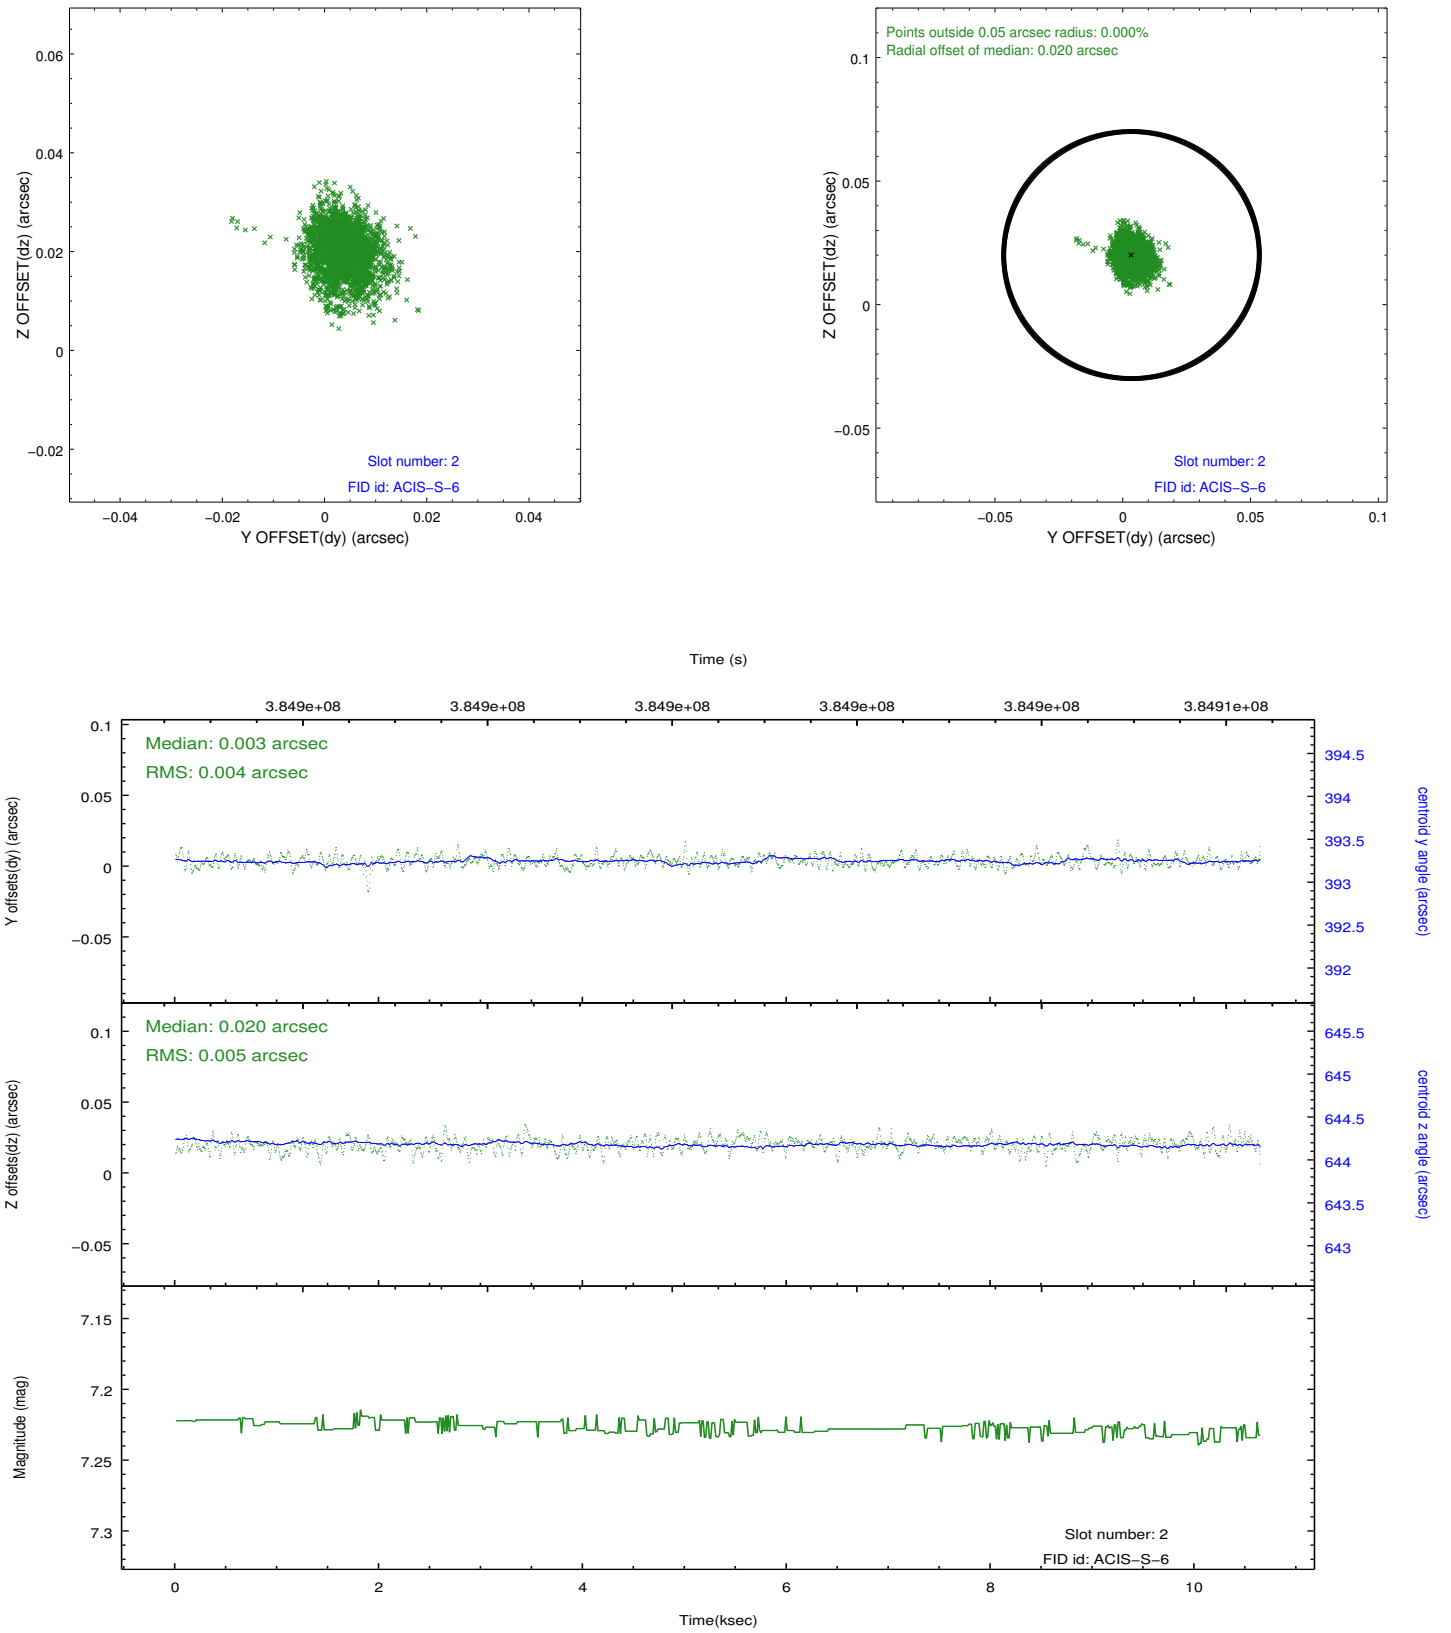 0.06
0.04
0.02
0
−0.02
Z OFFSET(dz) (arcsec)
Slot number: 2
FID id: ACIS−S−6
−0.04
−0.02
0
0.02
0.04
Y OFFSET(dy) (arcsec)
Points outside 0.05 arcsec radius: 0.000%
Radial offset of median: 0.020 arcsec
0.1
0.05
0
−0.05
Z OFFSET(dz) (arcsec)
Slot number: 2
FID id: ACIS−S−6
−0.05
0
0.05
0.1
Y OFFSET(dy) (arcsec)
Time (s)
3.849e+08
3.849e+08
3.849e+08
3.849e+08
3.849e+08
3.8491e+08
Median: 0.003 arcsec
RMS: 0.004 arcsec
0.1
0.05
0
−0.05
Y offsets(dy) (arcsec)
394.5
394
393.5
393
392.5
392
centroid y angle (arcsec)
Median: 0.020 arcsec
RMS: 0.005 arcsec
0.1
0.05
0
−0.05
Z offsets(dz) (arcsec)
645.5
645
644.5
644
643.5
643
centroid z angle (arcsec)
7.15
7.2
7.25
7.3
Magnitude (mag)
Slot number: 2
FID id: ACIS−S−6
0
2
4
6
8
10
Time(ksec)